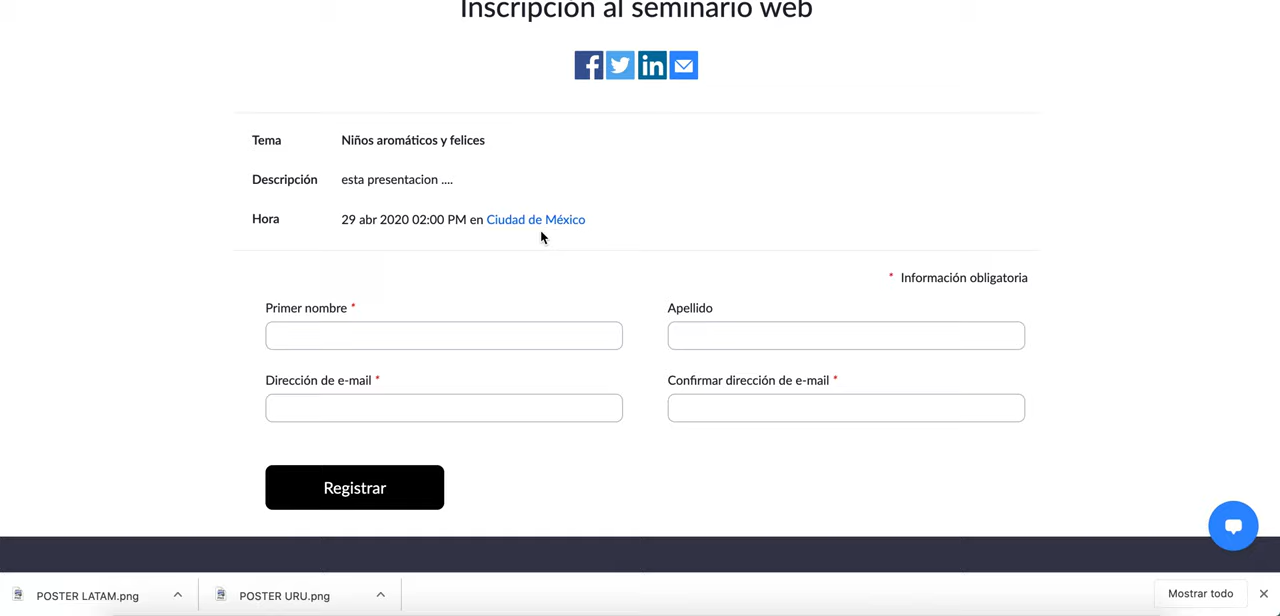 Inscripción al seminario web
Tema Niños aromáticos y felices
Descripción esta presentacion ....
Hora 29 abr 2020 02:00 PM en Ciudad de México
* Información obligatoria
Primer nombre * Apellido
Dirección de e-mail * Confirmar dirección de e-mail *
Registrar
POSTER LATAM.png POSTER URU.png Mostrar todo